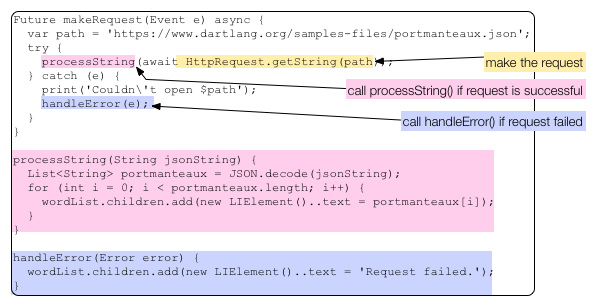 Future makeRequest(Event e) async {
  var path = 'https://www.dartlang.org/samples-files/portmanteaux.json';
  try {
    processString(await HttpRequest.getString(path));
make the request
  } catch (e) {
call processString() if request is successful
    print('Couldn\'t open $path');
    handleError(e);
call handleError() if request failed
  }
}
processString(String jsonString) {
  List<String> portmanteaux = JSON.decode(jsonString);
  for (int i = 0; i < portmanteaux.length; i++) {
    wordList.children.add(new LIElement()..text = portmanteaux[i]);
  }
}
handleError(Error error) {
  wordList.children.add(new LIElement()..text = 'Request failed.');
}